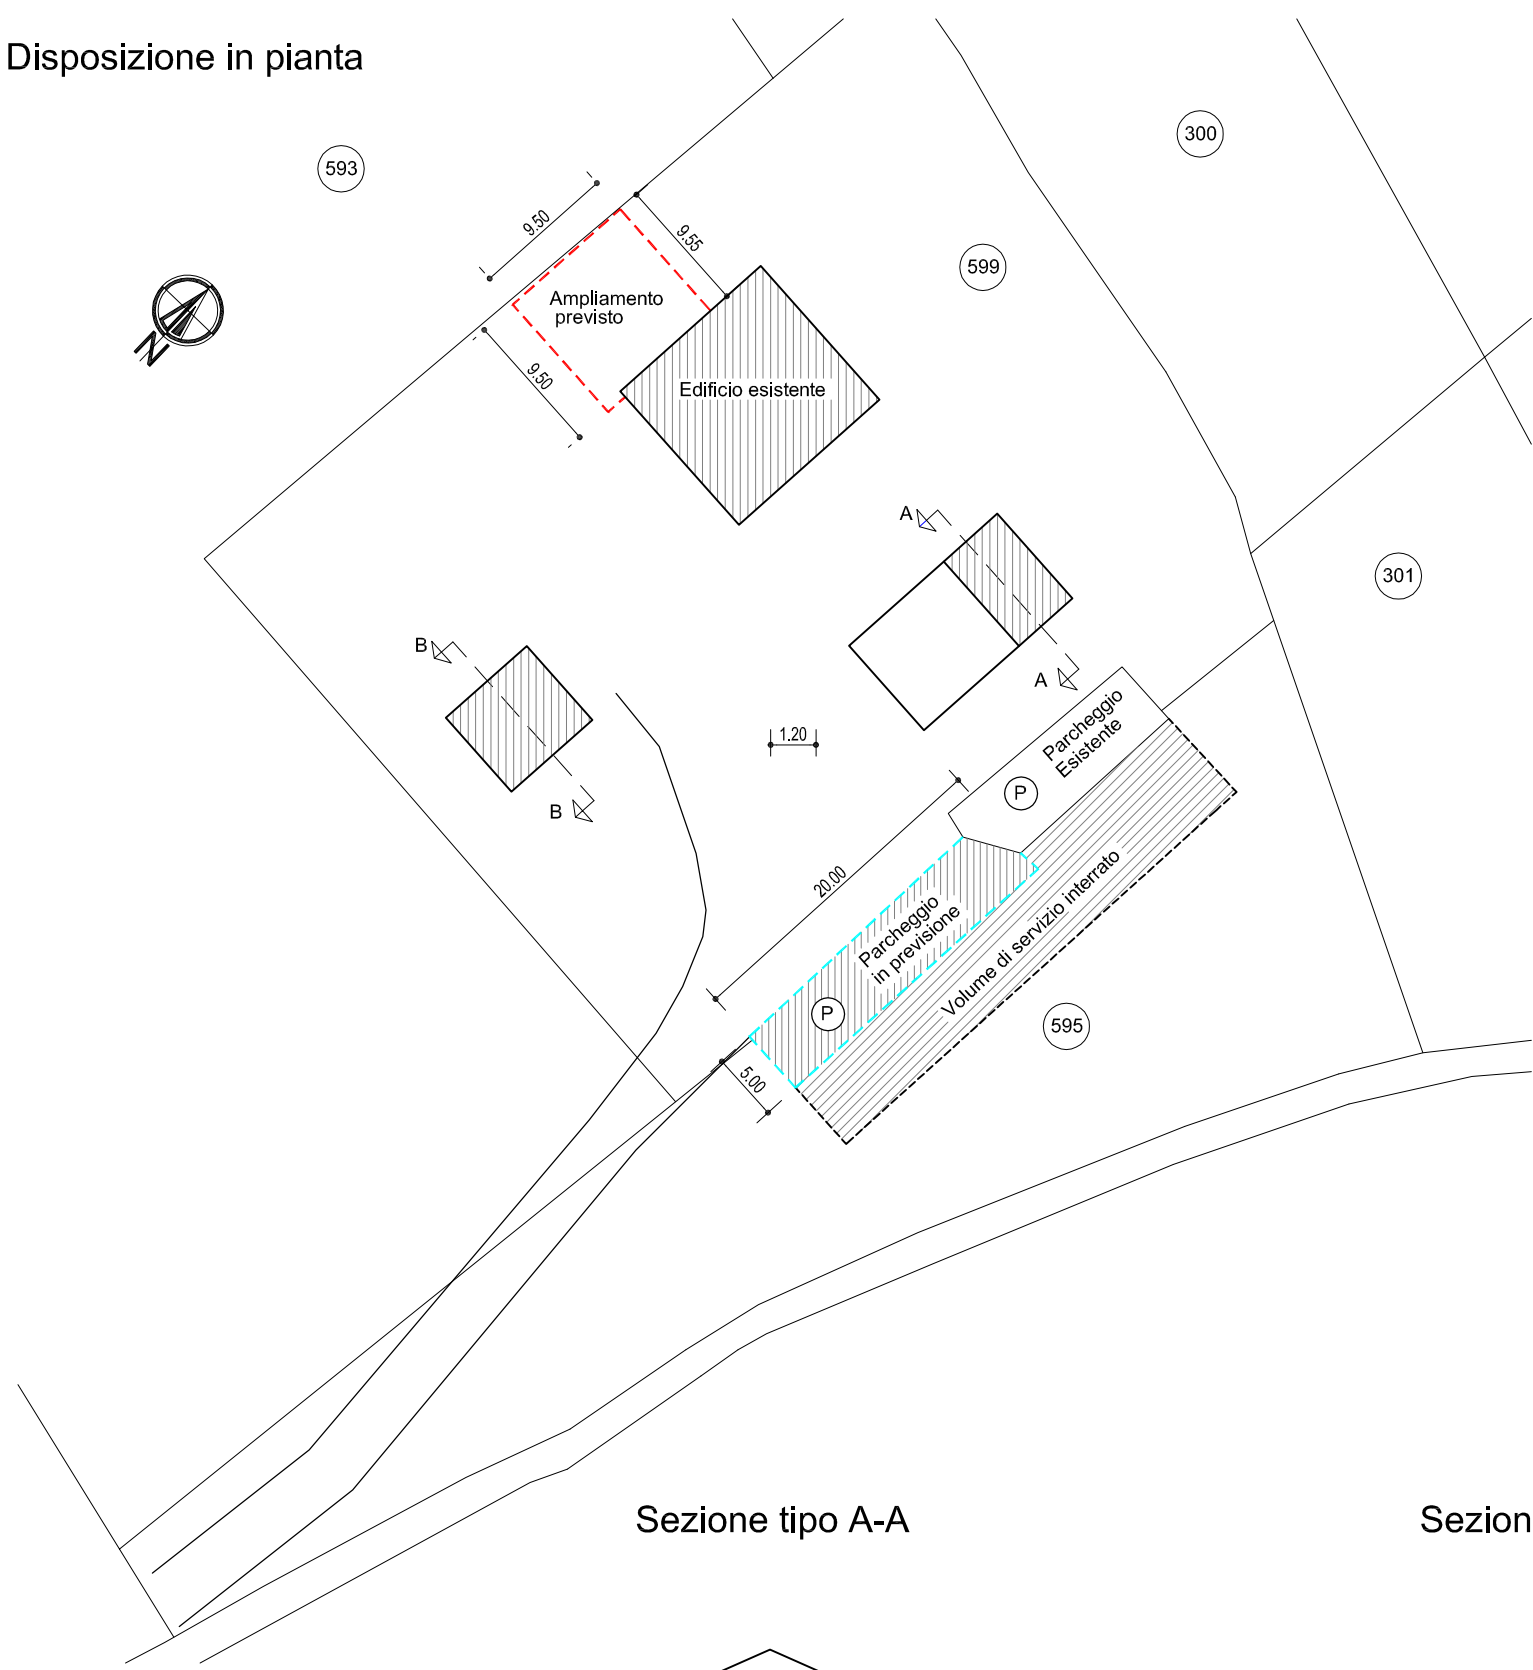 Disposizione in pianta
593
300
9.50
9.55
599
Ampliamento
previsto
N
9.50
Edificio esistente
A
301
B
A
Parcheggio
Esistente
1.20
P
B
20.00
Parcheggio
in previsione
Volume di servizio interrato
P
595
5.00
Sezione tipo A-A
Sezion